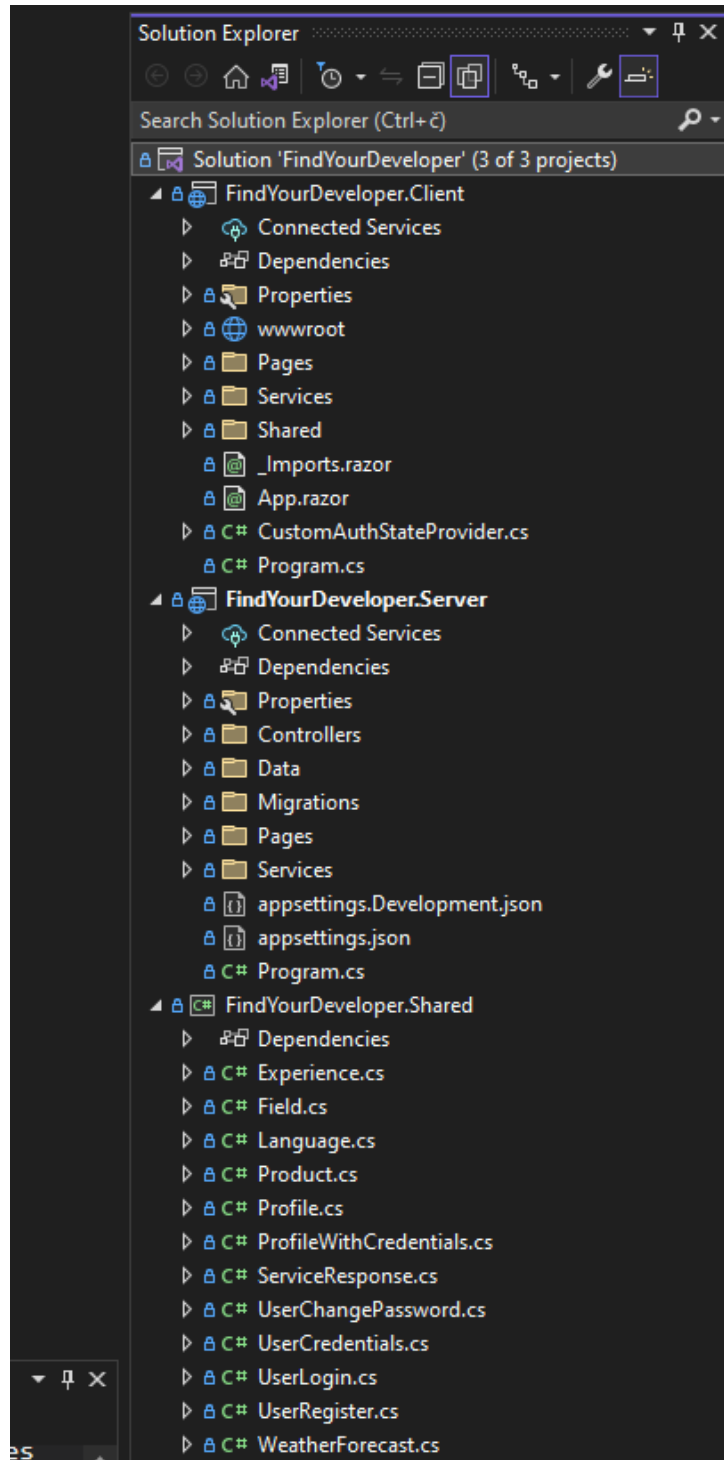 Solution Explorer
Search Solution Explorer (Ctrl+č)
Solution 'FindYourDeveloper' (3 of 3 projects)
FindYourDeveloper.Client
Connected Services
Dependencies
Properties
wwwroot
Pages
Services
Shared
_Imports.razor
App.razor
C# CustomAuthStateProvider.cs
C# Program.cs
FindYourDeveloper.Server
Connected Services
Dependencies
Properties
Controllers
Data
Migrations
Pages
Services
appsettings.Development.json
appsettings.json
C# Program.cs
C# FindYourDeveloper.Shared
Dependencies
C# Experience.cs
C# Field.cs
C# Language.cs
C# Product.cs
C# Profile.cs
C# ProfileWithCredentials.cs
C# ServiceResponse.cs
C# UserChangePassword.cs
C# UserCredentials.cs
C# UserLogin.cs
C# UserRegister.cs
es
C# WeatherForecast.cs